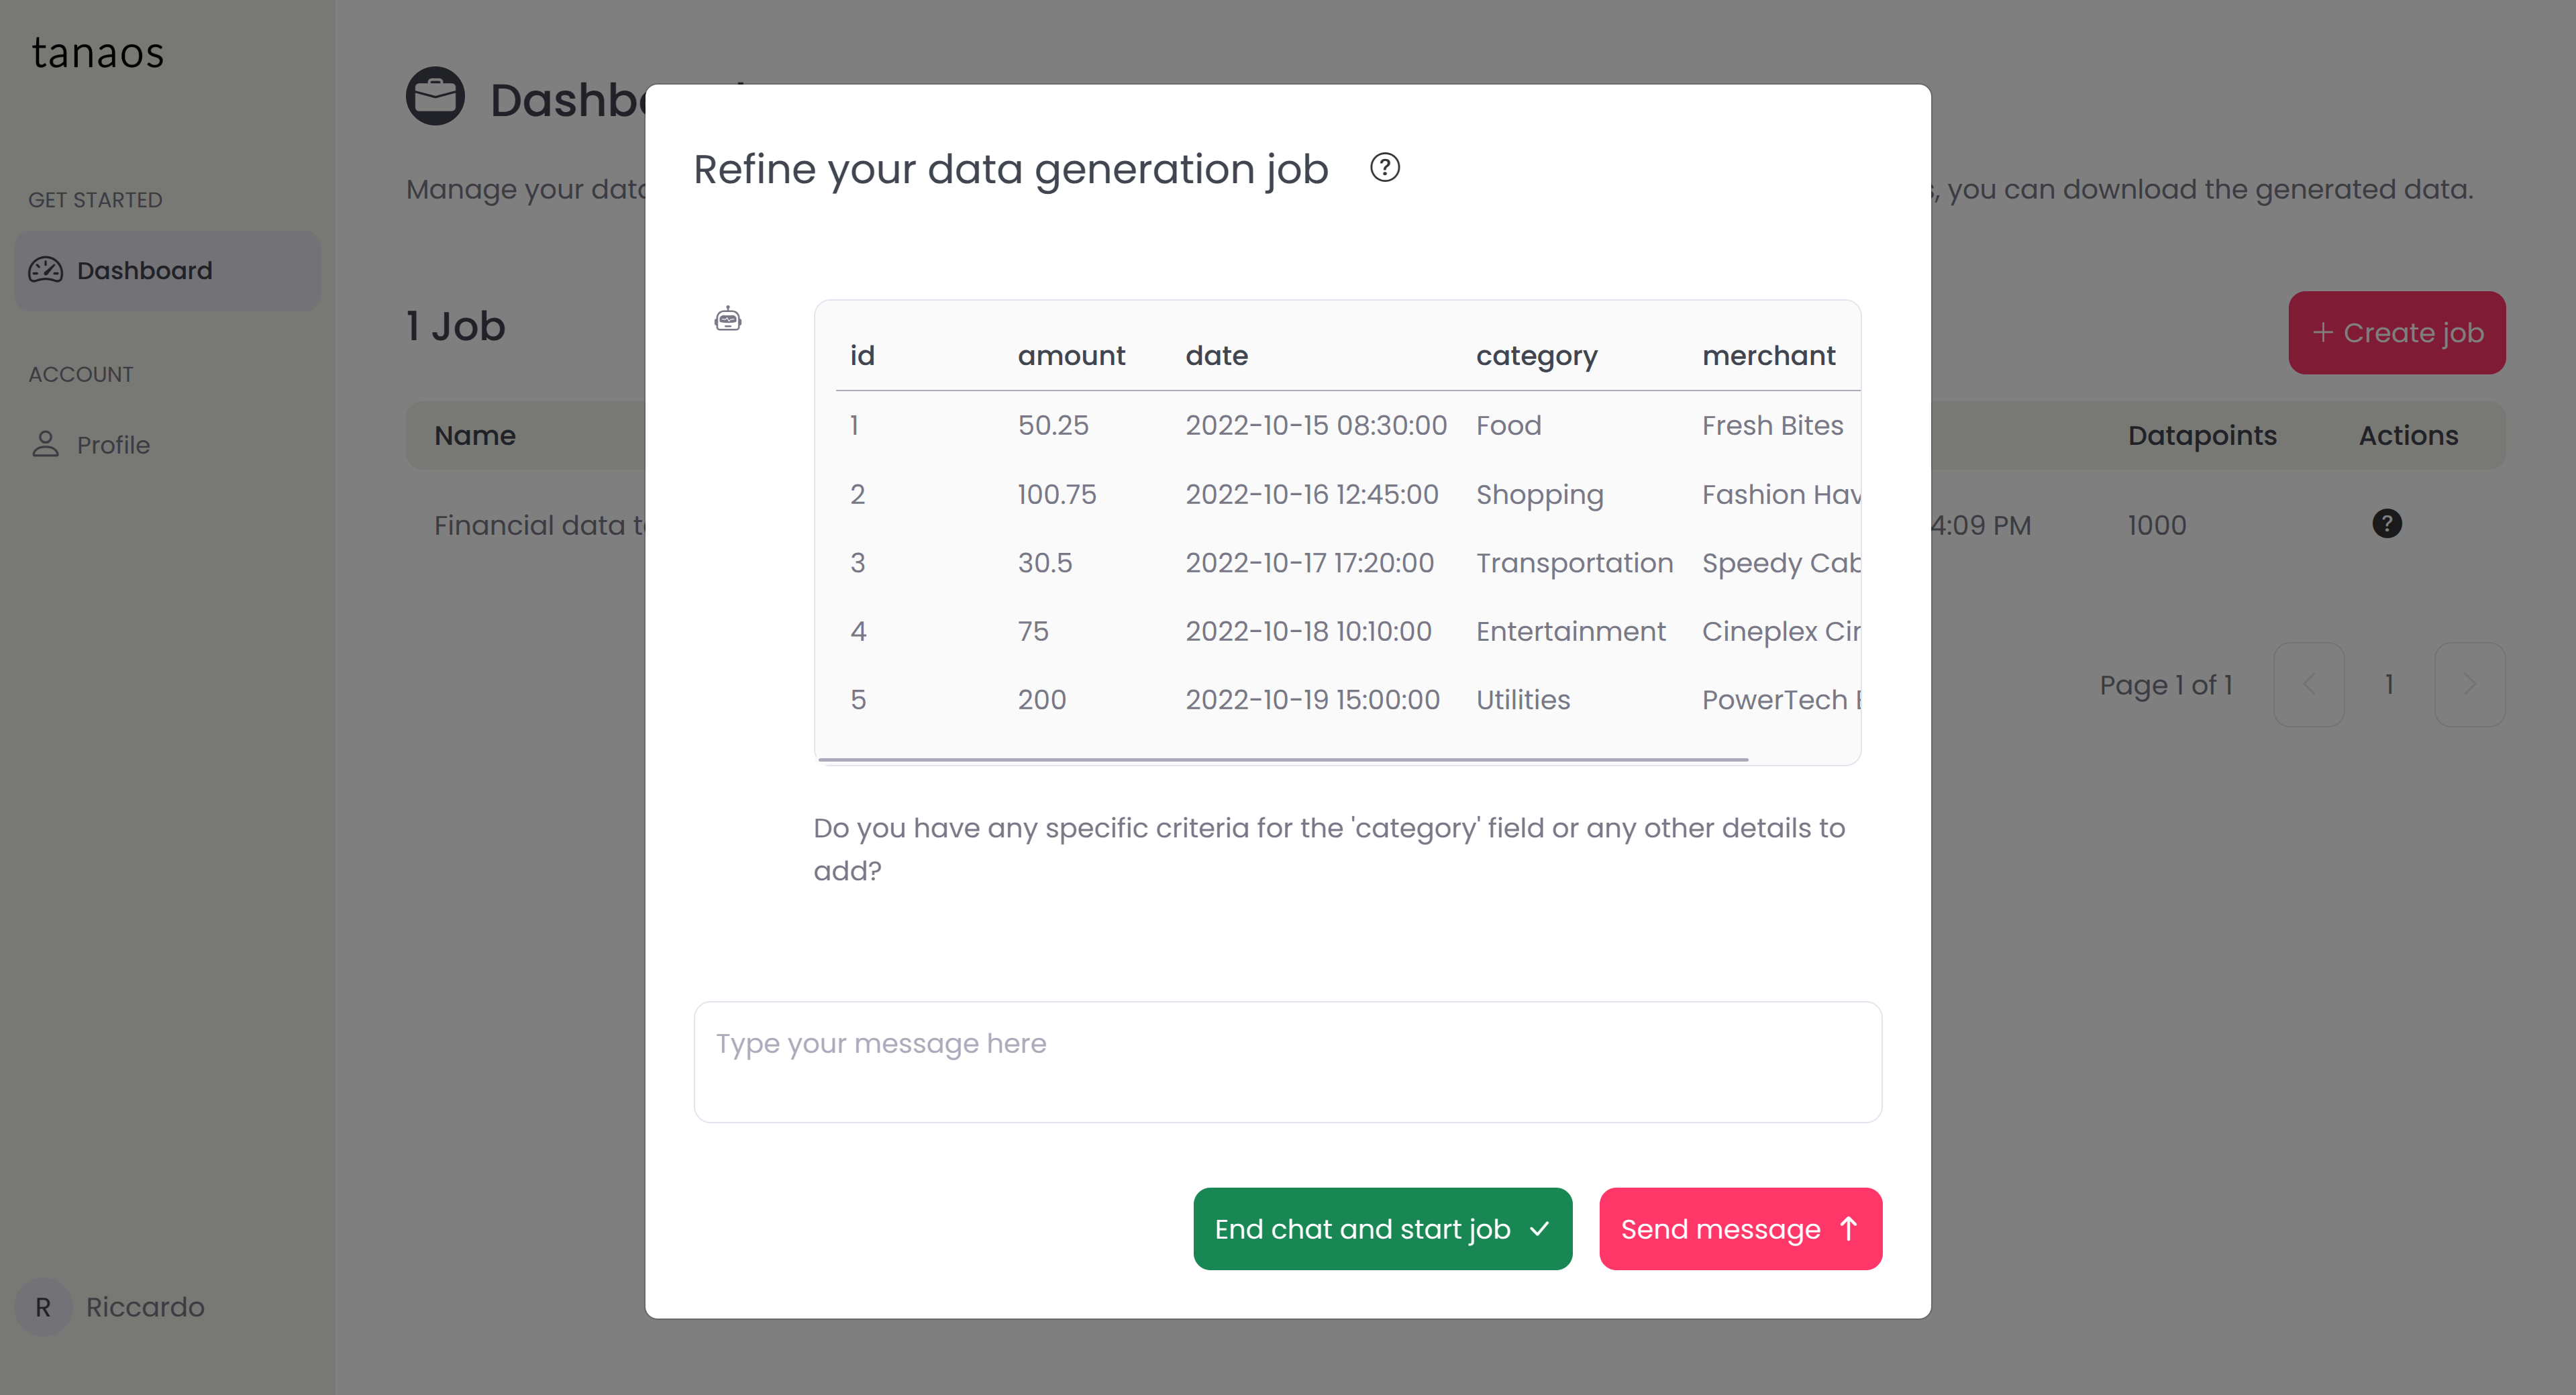 tanaos
GET STARTED
Dashboard
ACCOUNT
Profile
R Riccardo
Manage your
, you can download the generated data.
1 Job
+ Create job
Name Datapoints Actions
Financial data
4:09 PM 1000 ?
Page 1 of 1 < 1 >
Refine your data generation job ?
id amount date category merchant
1 50.25 2022-10-15 08:30:00 Food Fresh Bites
2 100.75 2022-10-16 12:45:00 Shopping Fashion
3 30.5 2022-10-17 17:20:00 Transportation Speedy
4 75 2022-10-18 10:10:00 Entertainment Cineplex
5 200 2022-10-19 15:00:00 Utilities PowerTech
Do you have any specific criteria for the 'category' field or any other details to
add?
Type your message here
End chat and start job
Send message